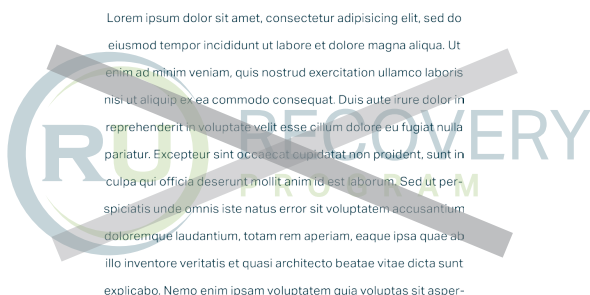 Lorem ipsum dolor sit amet, consectetur adipisicing elit, sed do
eiusmod tempor incididunt ut labore et dolore magna aliqua. Ut
enim ad minim veniam, quis nostrud exercitation ullamco laboris
nisi ut aliquip ex ea commodo consequat. Duis aute irure dolor in
reprehenderit in voluptate velit esse cillum dolore eu fugiat nulla
pariatur. Excepteur sint occaecat cupidatat non proident, sunt in
culpa qui officia deserunt mollit anim id est laborum. Sed ut per-
spiciatis unde omnis iste natus error sit voluptatem accusantium
doloremque laudantium, totam rem aperiam, eaque ipsa quae ab
illo inventore veritatis et quasi architecto beatae vitae dicta sunt
explicabo. Nemo enim ipsam voluptatem quia voluptas sit asper-
RU RECOVERY
PROGRAM